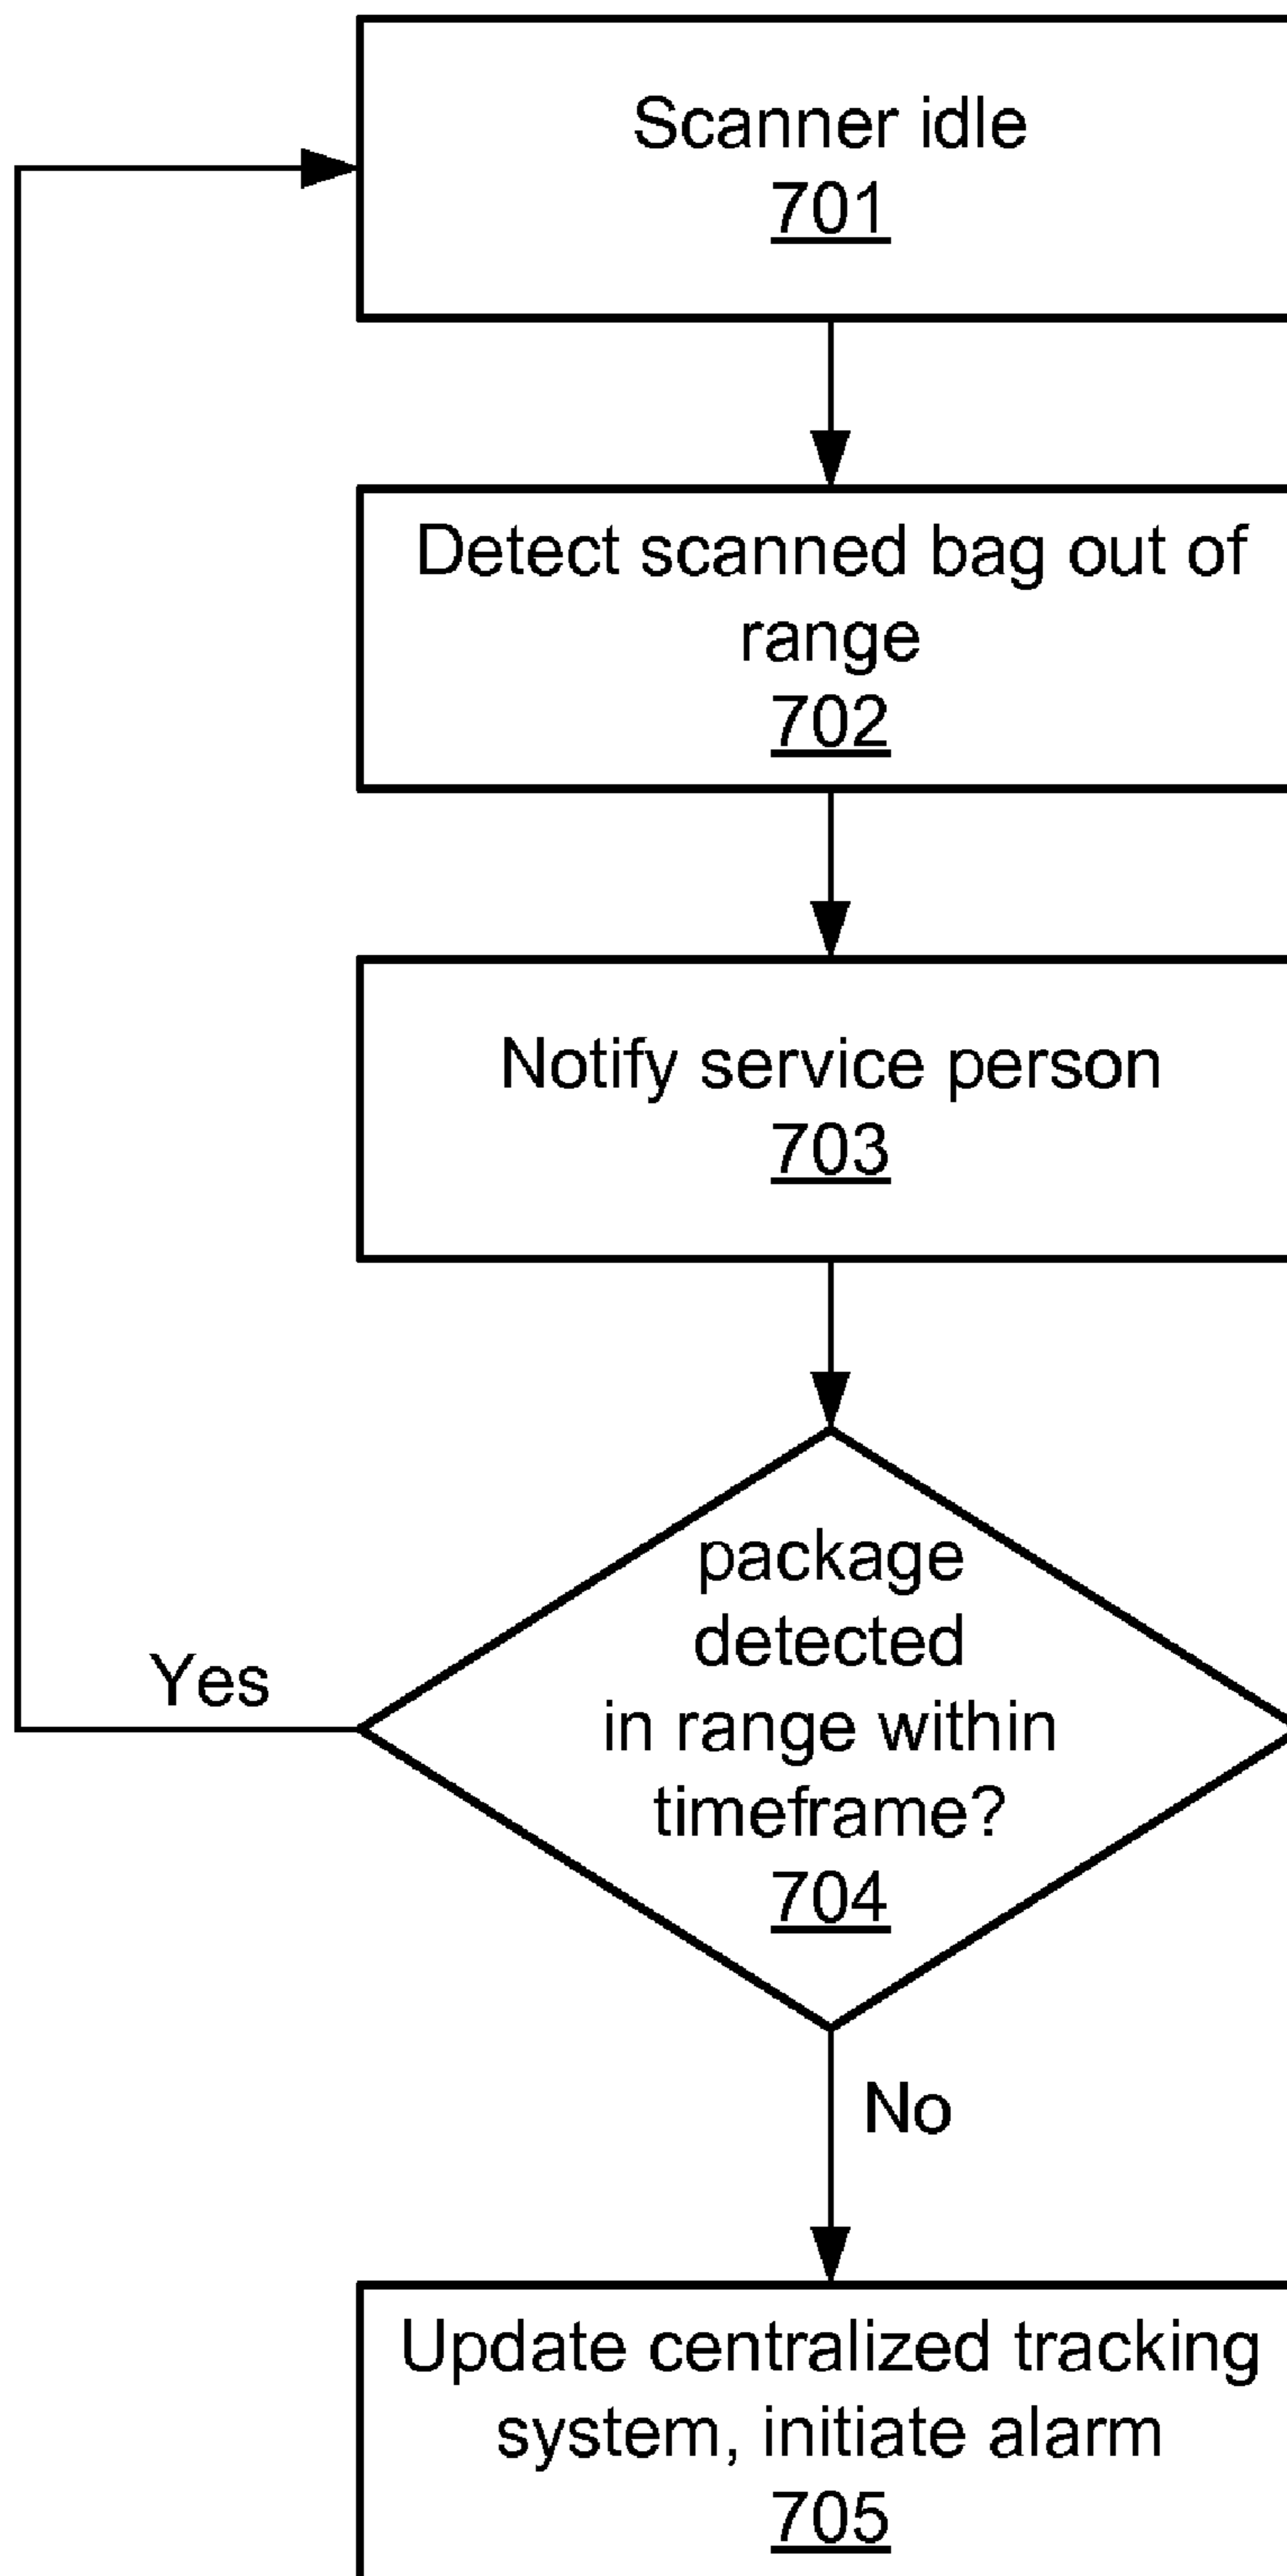 Scanner idle
701
Detect scanned bag out of
range
702
Notify service person
703
package
detected
in range within
timeframe?
704
Yes
No
Update centralized tracking
system, initiate alarm
705